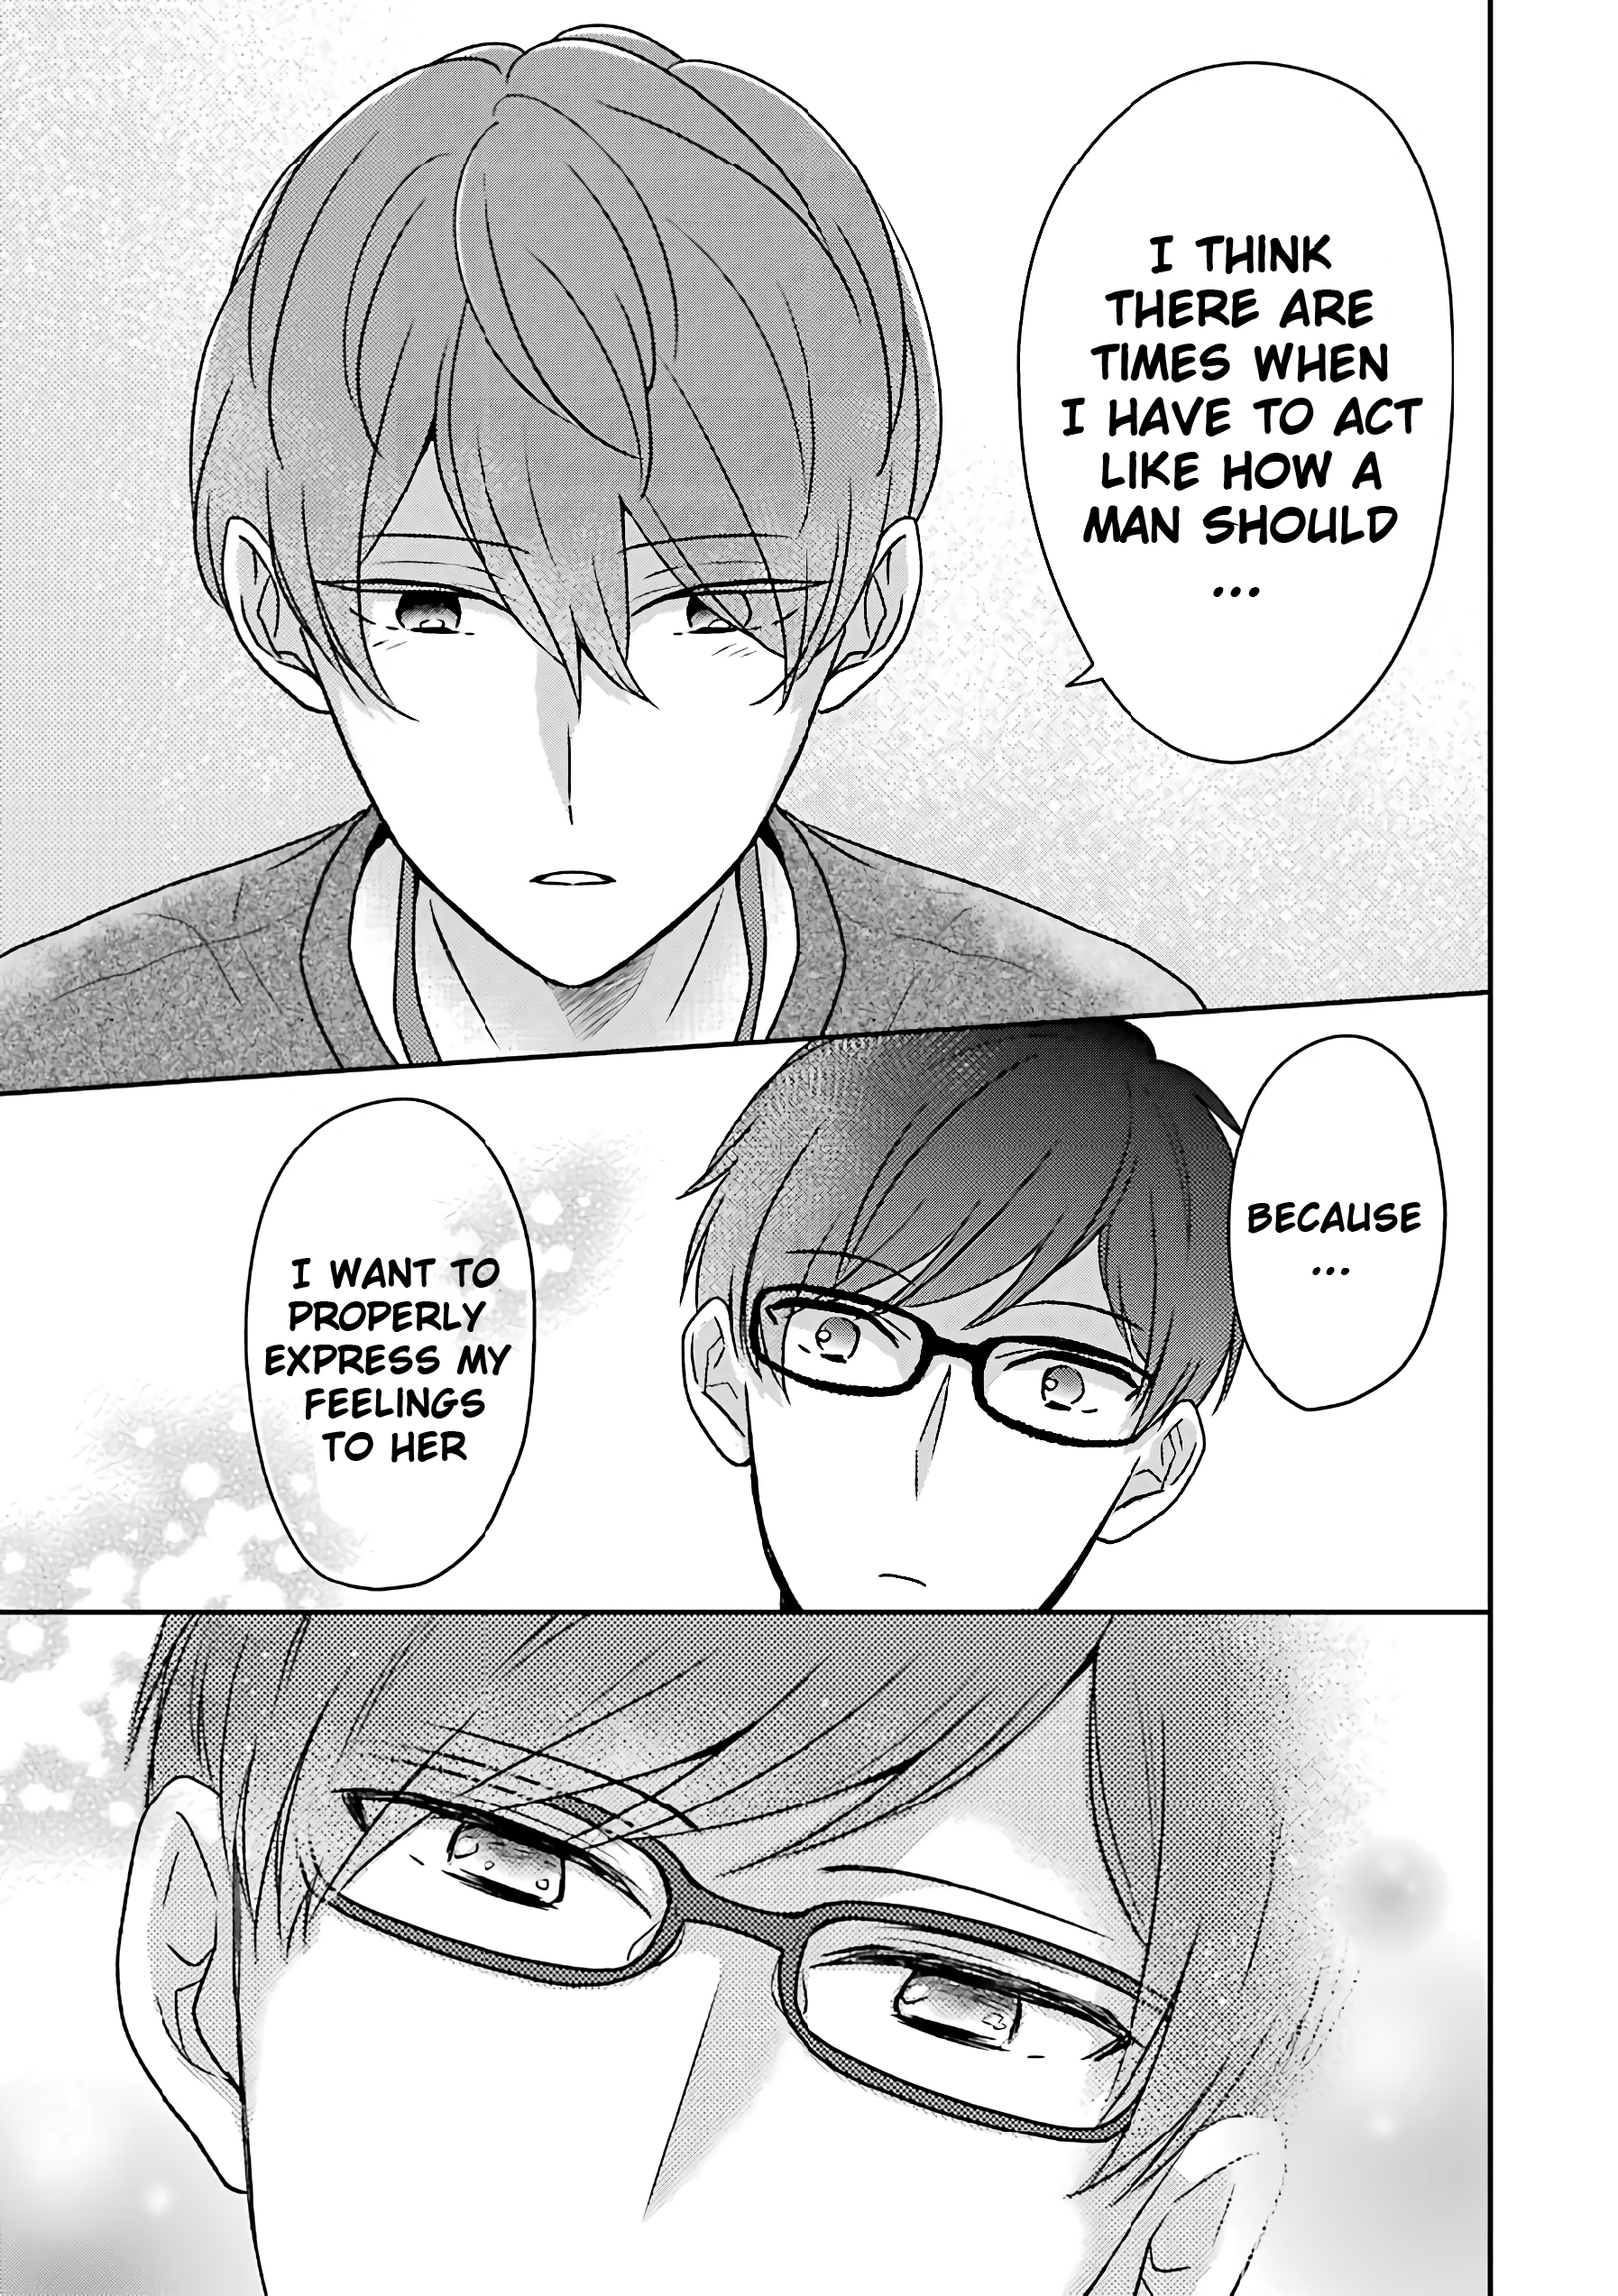 I THINK
THERE ARE
TIMES WHEN
I HAVE TO ACT
LIKE HOW A
MAN SHOULD
...
BECAUSE
...
I WANT TO
PROPERLY
EXPRESS MY
FEELINGS
TO HER